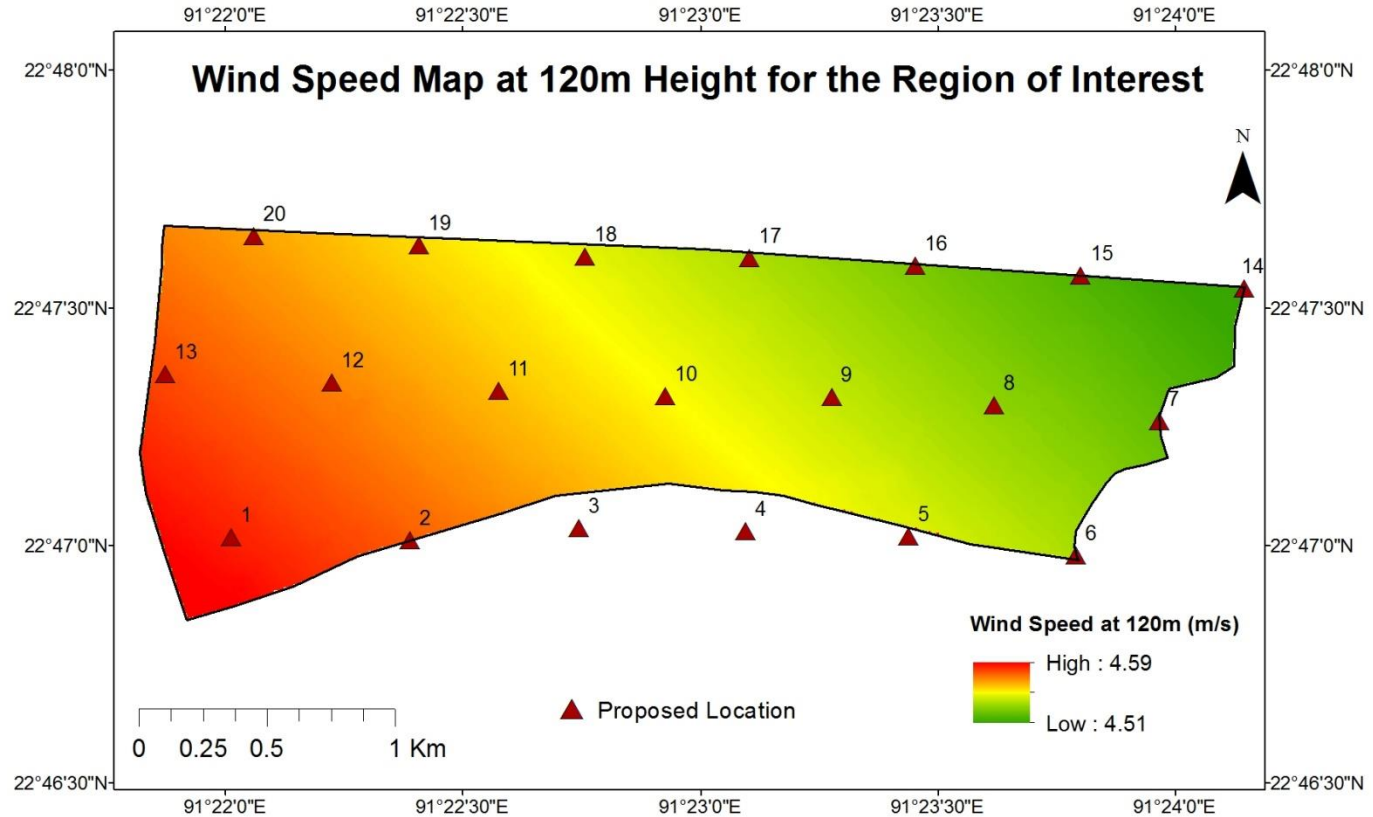 91°22'0"E 91°22'30"E 91°23'0"E 91°23'30"E 91°24'0"E
22°48'0"N 22°48'0"N
Wind Speed Map at 120m Height for the Region of Interest
N
20 19 18 17 16 15 14
22°47'30"N 22°47'30"N
13 12 11 10 9 8 7
1 2 3 4 5 6
22°47'0"N 22°47'0"N
Wind Speed at 120m (m/s)
High : 4.59
Low : 4.51
Proposed Location
0 0.25 0.5 1 Km
22°46'30"N 22°46'30"N
91°22'0"E 91°22'30"E 91°23'0"E 91°23'30"E 91°24'0"E